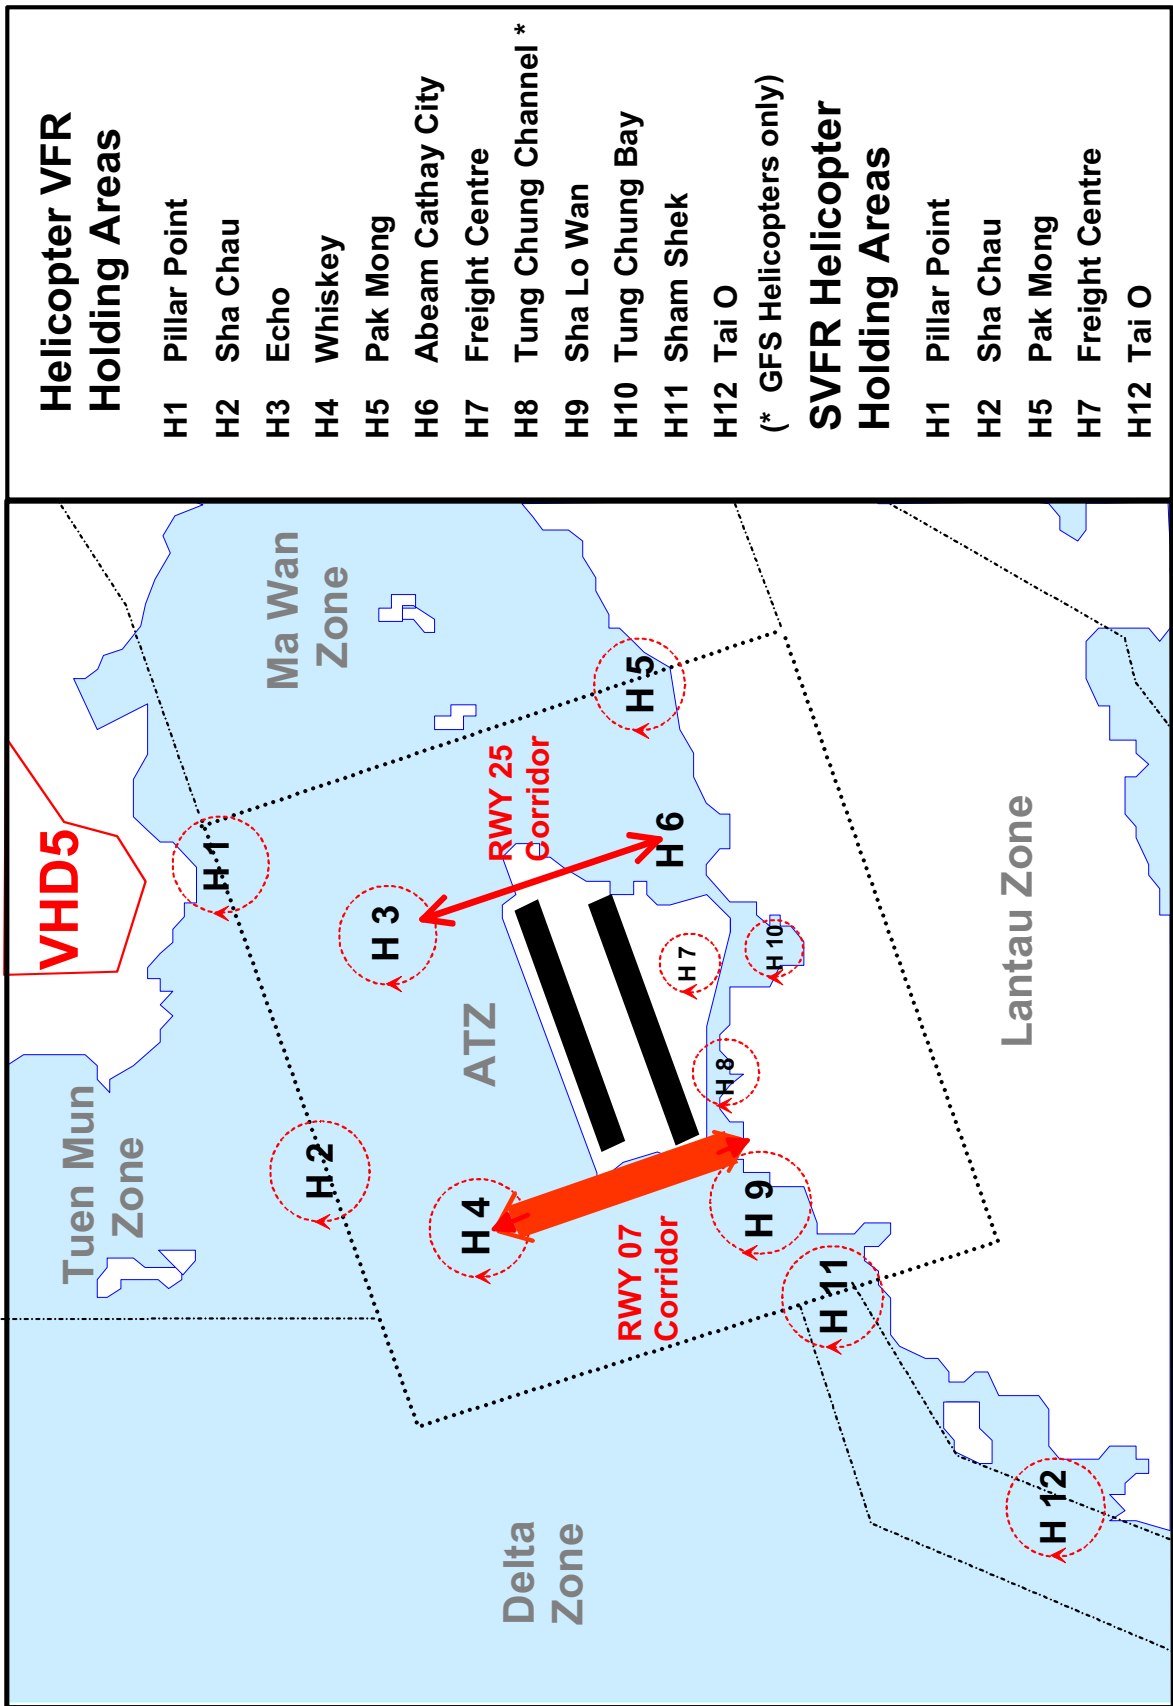 VHD5
Tuen Mun
Zone
Ma Wan
Zone
H 1
H 2
H 3
ATZ
H 4
RWY 25
Corridor
H 5
H 6
H 7
H 8
H 9
H 10
RWY 07
Corridor
H 11
H 12
Delta
Zone
Lantau Zone
Helicopter VFR
Holding Areas
H1 Pillar Point
H2 Sha Chau
H3 Echo
H4 Whiskey
H5 Pak Mong
H6 Abeam Cathay City
H7 Freight Centre
H8 Tung Chung Channel *
H9 Sha Lo Wan
H10 Tung Chung Bay
H11 Sham Shek
H12 Tai O
(* GFS Helicopters only)
SVFR Helicopter
Holding Areas
H1 Pillar Point
H2 Sha Chau
H5 Pak Mong
H7 Freight Centre
H12 Tai O